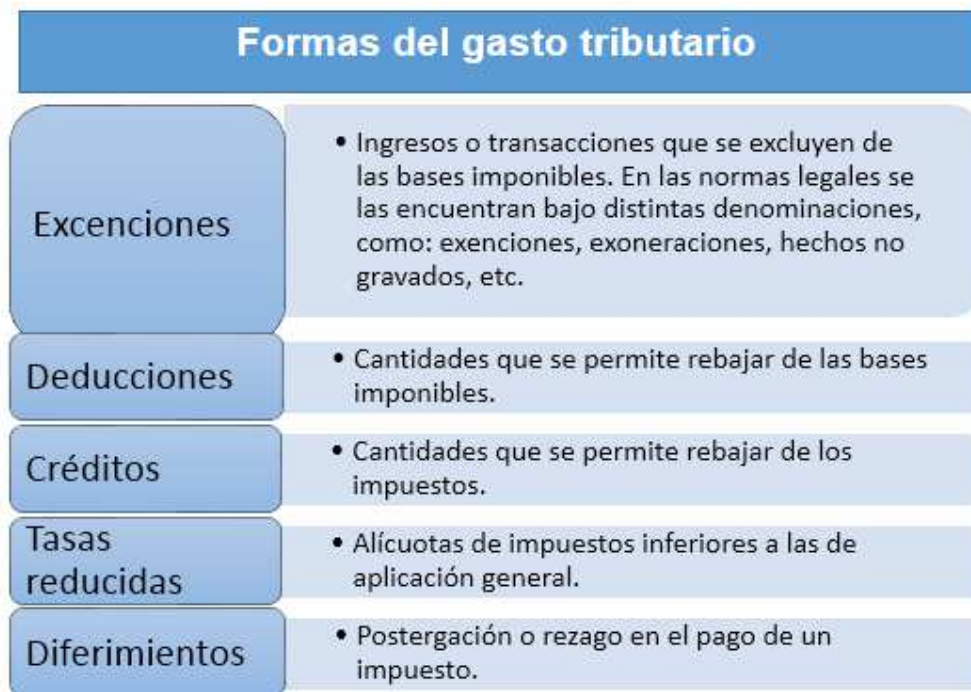 Formas del gasto tributario
Excenciones
• Ingresos o transacciones que se excluyen de
las bases imponibles. En las normas legales se
las encuentran bajo distintas denominaciones,
como: exenciones, exoneraciones, hechos no
gravados, etc.
Deducciones
• Cantidades que se permite rebajar de las bases
imponibles.
Créditos
• Cantidades que se permite rebajar de los
impuestos.
Tasas
reducidas
• Alícuotas de impuestos inferiores a las de
aplicación general.
Diferimientos
• Postergación o rezago en el pago de un
impuesto.